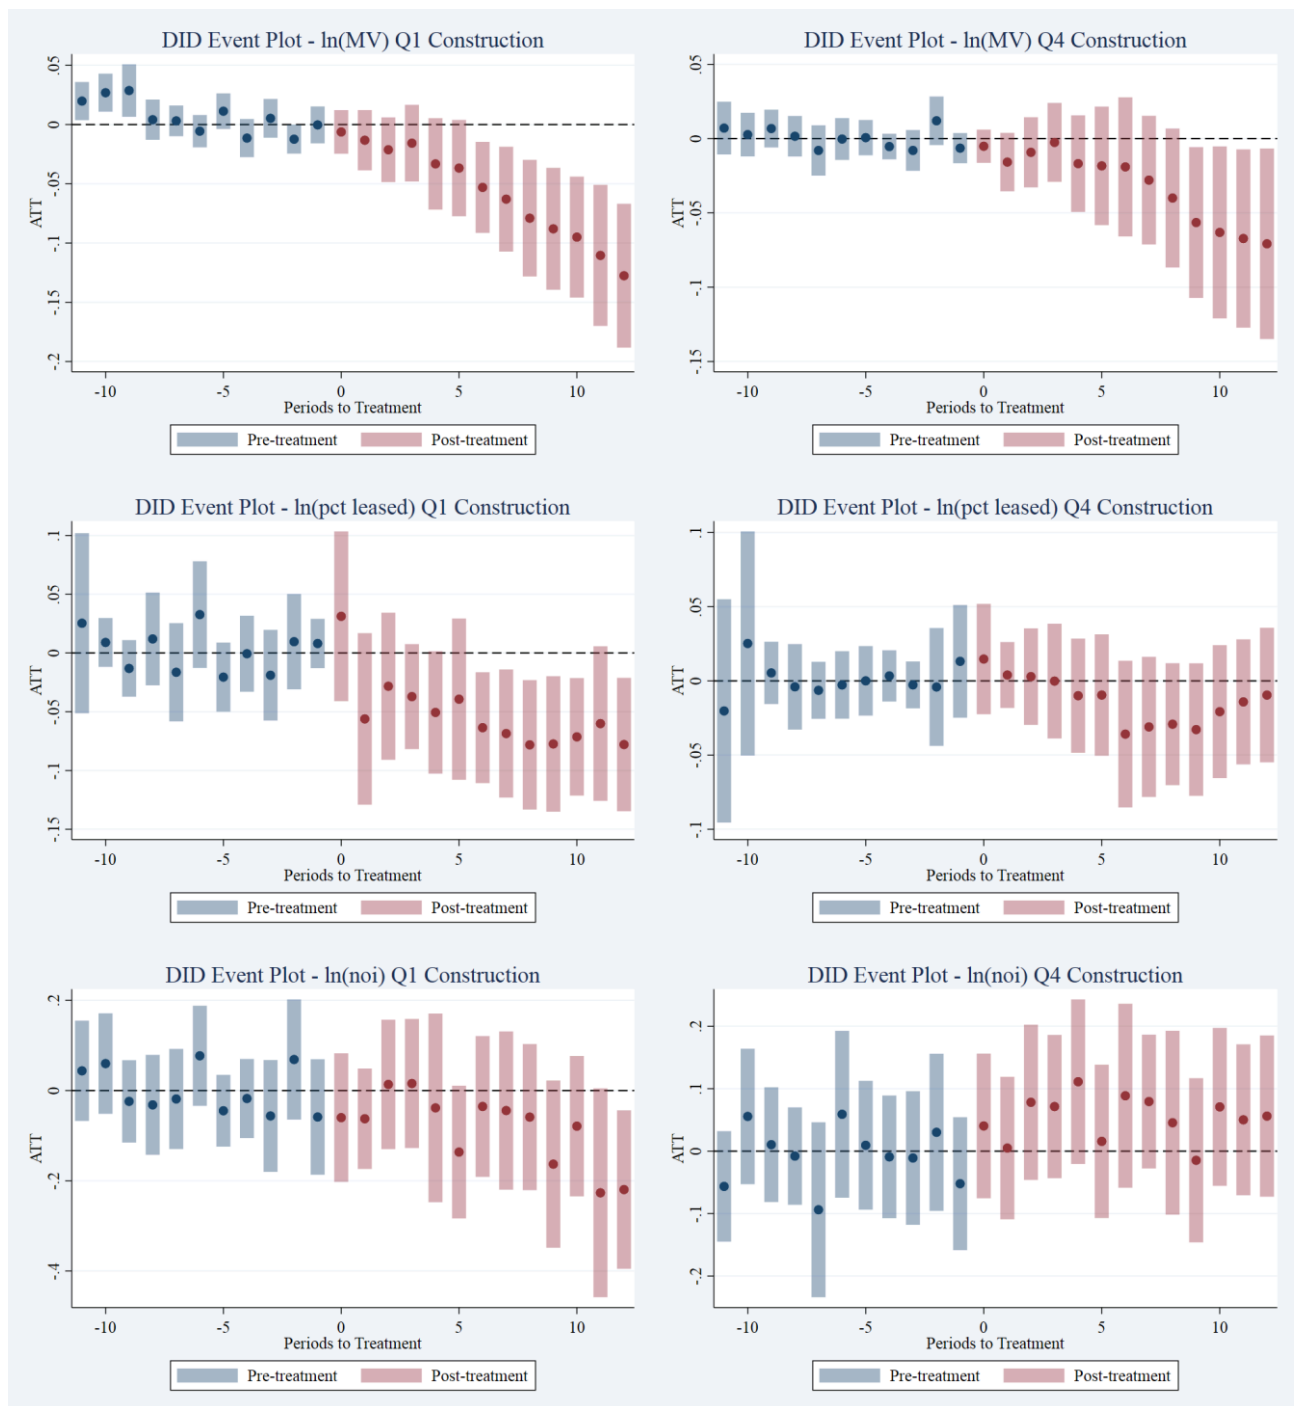 DID Event Plot - ln(MV) Q1 Construction
.05
0
-.05
-.1
-.15
-.2
ATT
-10 -5 0 5 10
Periods to Treatment
Pre-treatment Post-treatment
DID Event Plot - ln(MV) Q4 Construction
.05
0
-.05
-.1
-.15
ATT
-10 -5 0 5 10
Periods to Treatment
Pre-treatment Post-treatment
DID Event Plot - ln(pct leased) Q1 Construction
.1
.05
0
-.05
-.1
-.15
ATT
-10 -5 0 5 10
Periods to Treatment
Pre-treatment Post-treatment
DID Event Plot - ln(pct leased) Q4 Construction
.1
.05
0
-.05
-.1
ATT
-10 -5 0 5 10
Periods to Treatment
Pre-treatment Post-treatment
DID Event Plot - ln(noi) Q1 Construction
.2
0
-.2
-.4
ATT
-10 -5 0 5 10
Periods to Treatment
Pre-treatment Post-treatment
DID Event Plot - ln(noi) Q4 Construction
.2
.1
0
-.1
-.2
ATT
-10 -5 0 5 10
Periods to Treatment
Pre-treatment Post-treatment